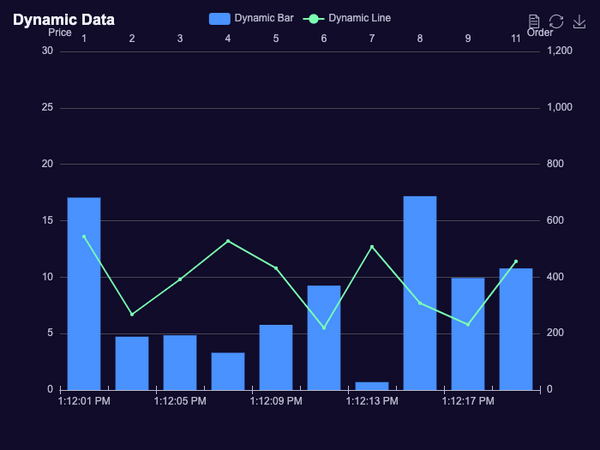 Dynamic Data
Dynamic Bar Dynamic Line
Price 1 2 3 4 5 6 7 8 9 11 Order
30 1,200
25 1,000
20 800
15 600
10 400
5 200
0 0
1:12:01 PM 1:12:05 PM 1:12:09 PM 1:12:13 PM 1:12:17 PM